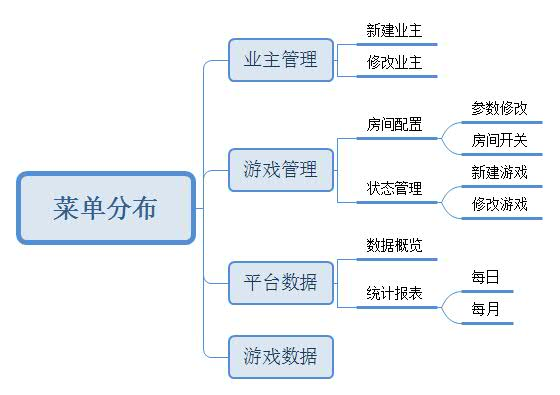 菜单分布
业主管理
新建业主
修改业主
游戏管理
房间配置
参数修改
房间开关
状态管理
新建游戏
修改游戏
平台数据
数据概览
统计报表
每日
每月
游戏数据